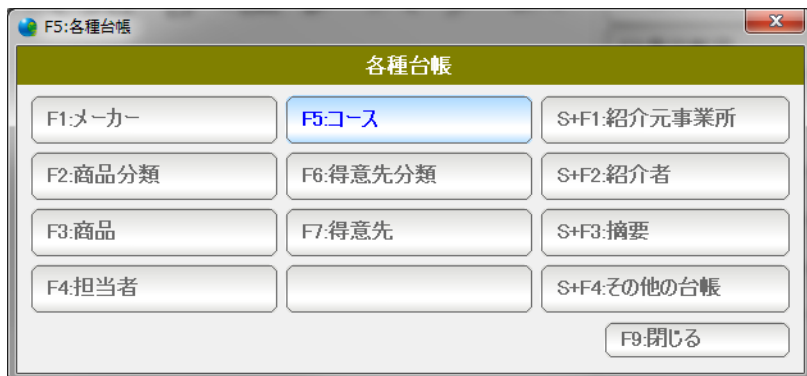 F5:各種台帳
各種台帳
F1:メーカー
F5:コース
S+F1:紹介元事業所
F2:商品分類
F6:得意先分類
S+F2:紹介者
F3:商品
F7:得意先
S+F3:摘要
F4:担当者
S+F4:その他の台帳
F9:閉じる